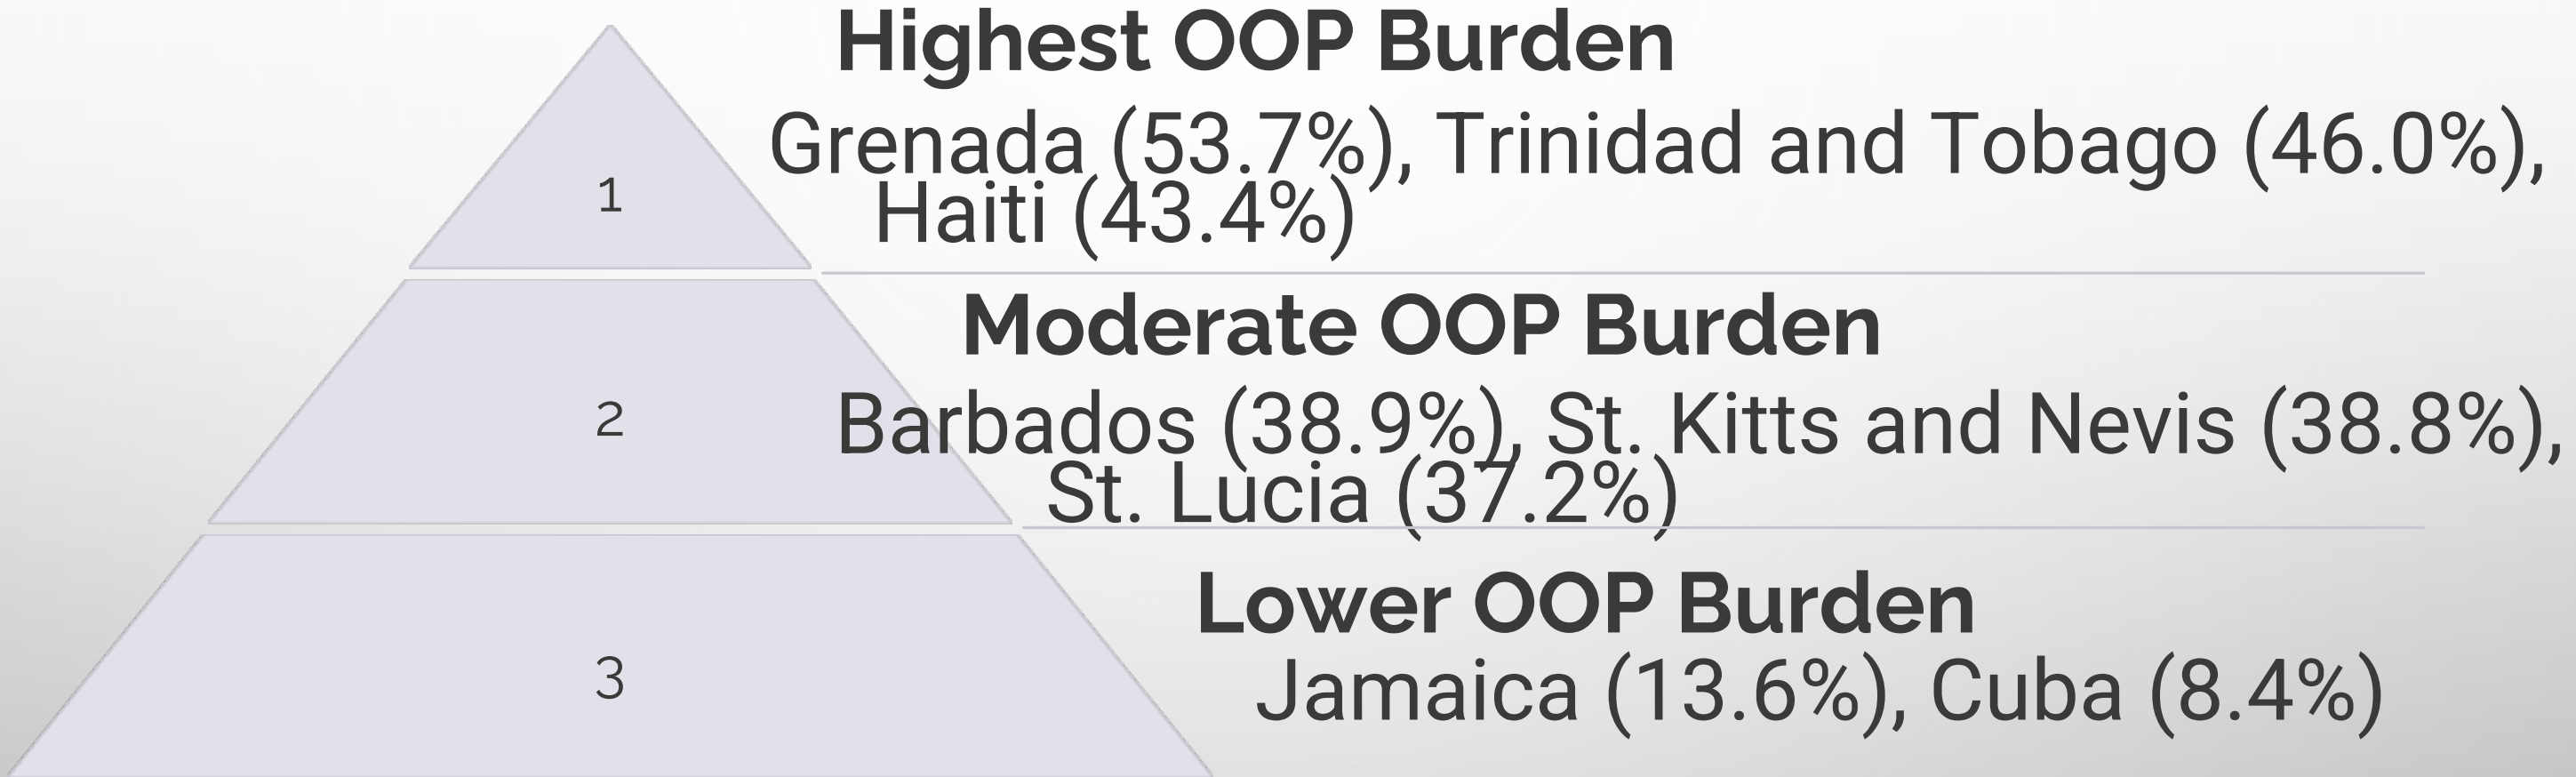 Highest OOP Burden
Grenada (53.7%), Trinidad and Tobago (46.0%),
Haiti (43.4%)
1
Moderate OOP Burden
Barbados (38.9%), St. Kitts and Nevis (38.8%),
St. Lucia (37.2%)
2
Lower OOP Burden
Jamaica (13.6%), Cuba (8.4%)
3